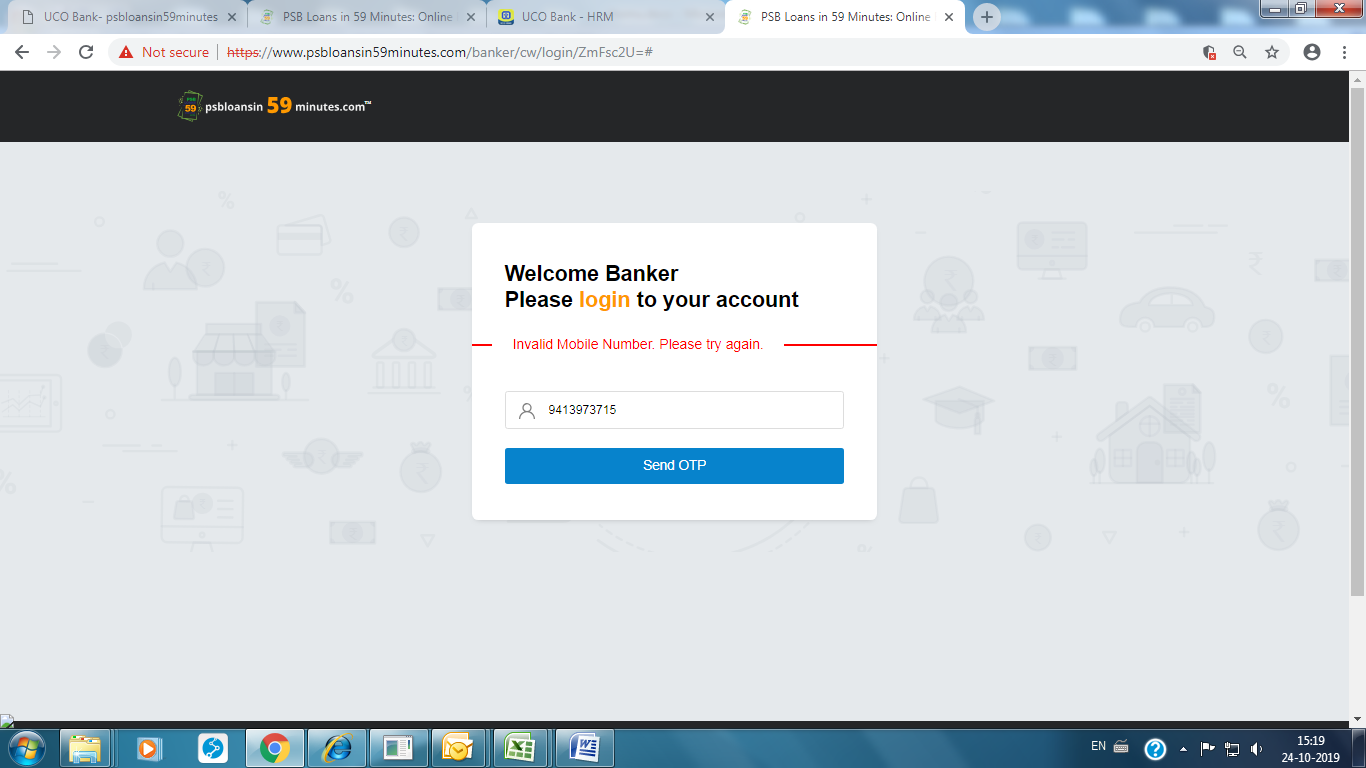 UCO Bank- psbloansin59minutes
PSB Loans in 59 Minutes: Online
UCO Bank - HRM
PSB Loans in 59 Minutes: Online
Not secure
https://www.psbloansin59minutes.com/banker/cw/login/ZmFsc2U=#
psbloansin 59 minutes.com™
Welcome Banker
Please login to your account
Invalid Mobile Number. Please try again.
9413973715
Send OTP
EN
15:19
24-10-2019